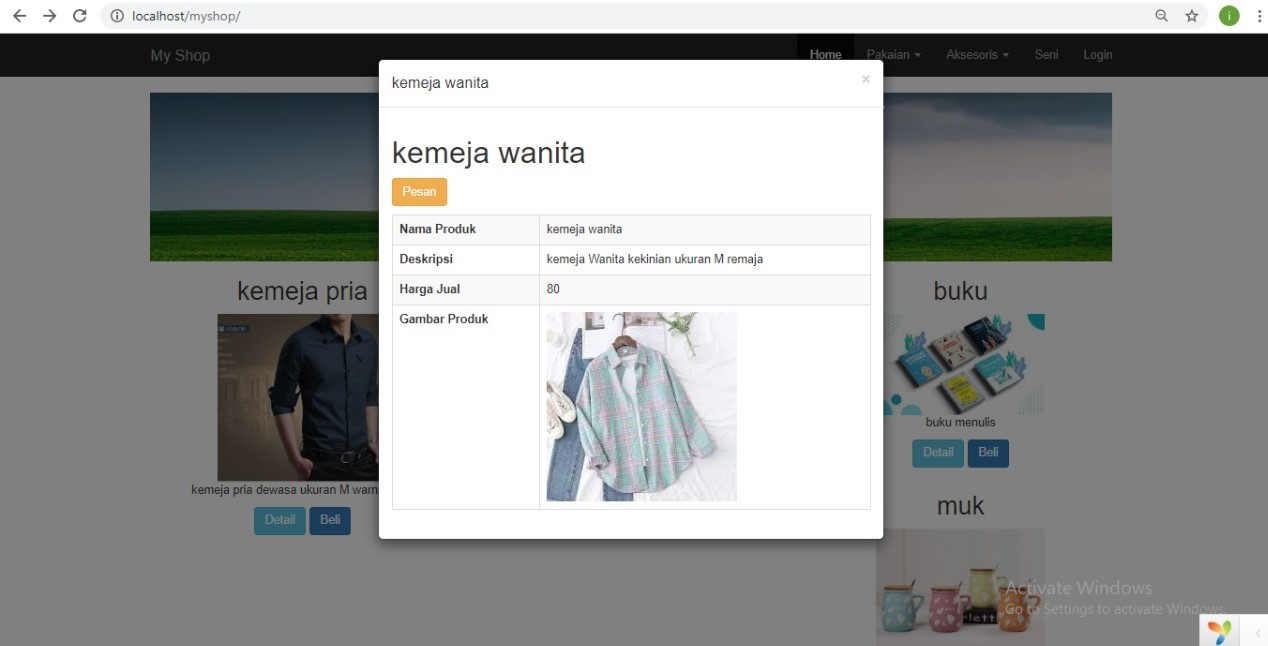 localhost/myshop/
i
My Shop
Home Pakaian Aksesoris Seni Login
kemeja wanita ×
kemeja wanita
Pesan
Nama Produk kemeja wanita
Deskripsi kemeja Wanita kekinian ukuran M remaja
Harga Jual 80
Gambar Produk
kemeja pria
kemeja pria dewasa ukuran M warn
Detail Beli
buku
buku menulis
Detail Beli
muk
Activate Windows
Go to Settings to activate Windows.